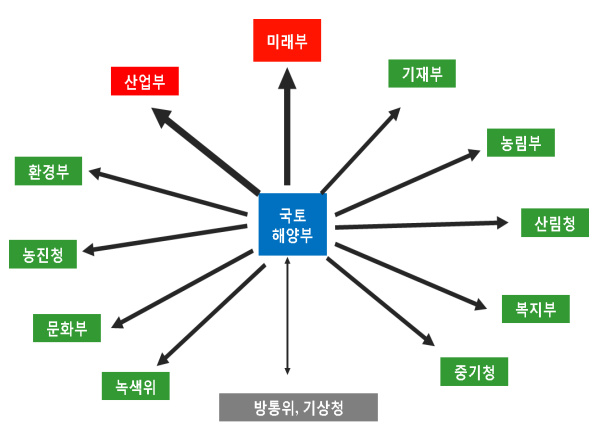 미래부
기재부
산업부
농림부
환경부
국토
해양부
산림청
농진청
복지부
문화부
중기청
녹색위
방통위, 기상청